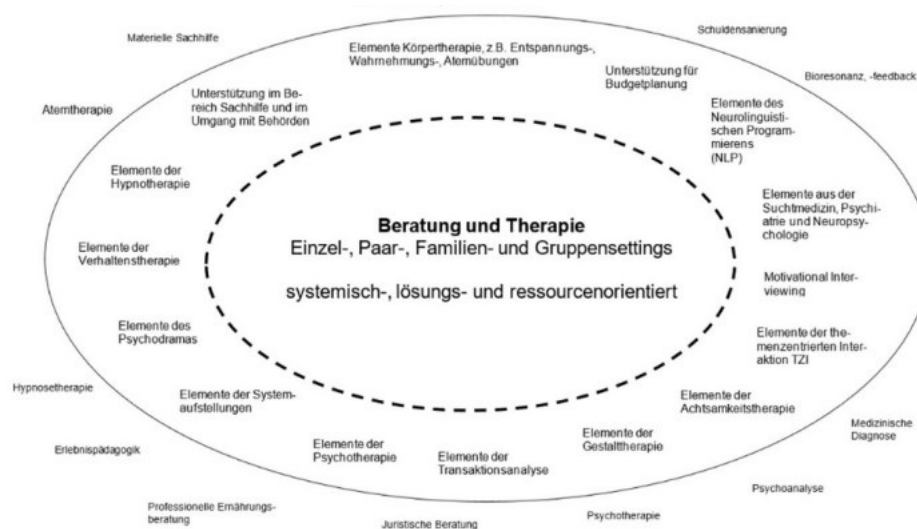 Schuldensanierung
Materielle Sachhilfe
Elemente Körpertherapie, z.B. Entspannungs-,
Wahrnehmungs-, Atemübungen
Unterstützung für
Budgetplanung
Bioresonanz, -feedback
Unterstützung im Be-
reich Sachhilfe und im
Umgang mit Behörden
Atemtherapie
Elemente des
Neurolinguisti-
schen Program-
mierens
(NLP)
Elemente der
Hypnotherapie
Elemente aus der
Suchtmedizin, Psychi-
atrie und Neuropsy-
chologie
Beratung und Therapie
Einzel-, Paar-, Familien- und Gruppensettings
systemisch-, lösungs- und ressourcenorientiert
Elemente der
Verhaltenstherapie
Motivational Inter-
viewing
Elemente des
Psychodramas
Elemente der the-
menzentrierten Inter-
aktion TZI
Hypnosetherapie
Elemente der System-
aufstellungen
Elemente der
Achtsamkeitstherapie
Medizinische
Diagnose
Erlebnispädagogik
Elemente der
Psychotherapie
Elemente der
Transaktionsanalyse
Elemente der
Gestalttherapie
Psychoanalyse
Professionelle Ernährungs-
beratung
Juristische Beratung
Psychotherapie